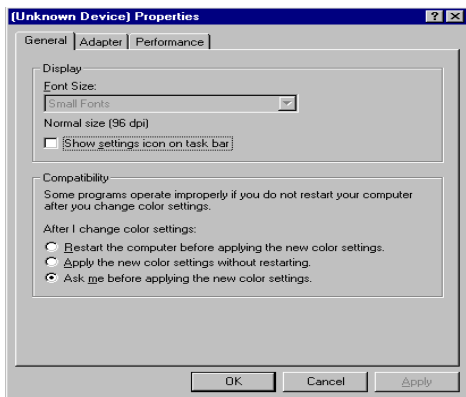 (Unknown Device) Properties
General Adapter Performance
Display
Font Size:
Small Fonts
Normal size (96 dpi)
Show settings icon on task bar
Compatibility
Some programs operate improperly if you do not restart your computer
after you change color settings.
After I change color settings:
Restart the computer before applying the new color settings.
Apply the new color settings without restarting.
Ask me before applying the new color settings.
OK Cancel Apply